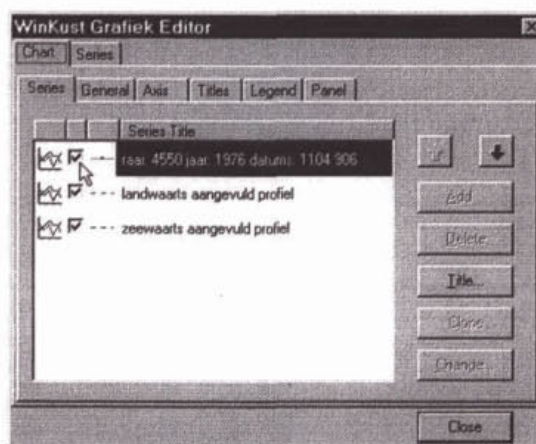 WinKust Grafiek Editor
Chart Series
Series General Axis Titles Legend Panel
Series Title
raai: 4550 jaar: 1976 datums: 1104 906
landwaarts aangevuld profiel
zeewaarts aangevuld profiel
Add
Delete
Title...
Clone
Change...
Close